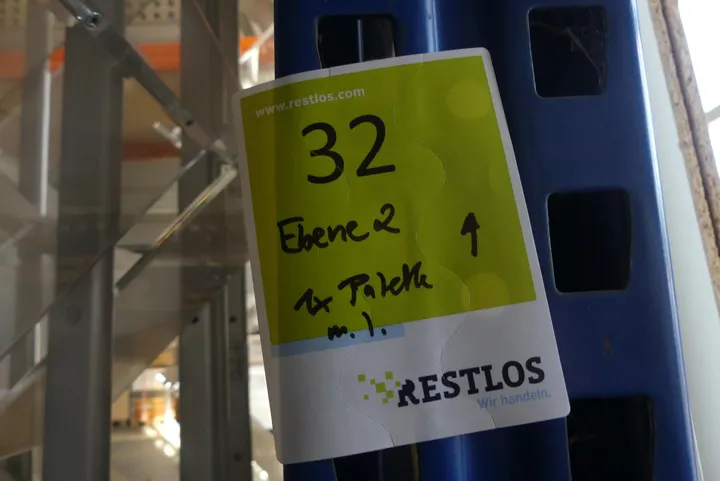 www.restlos.com
32
Ebene 2
↑
1x Palette
m. I.
RESTLOS
Wir handeln.